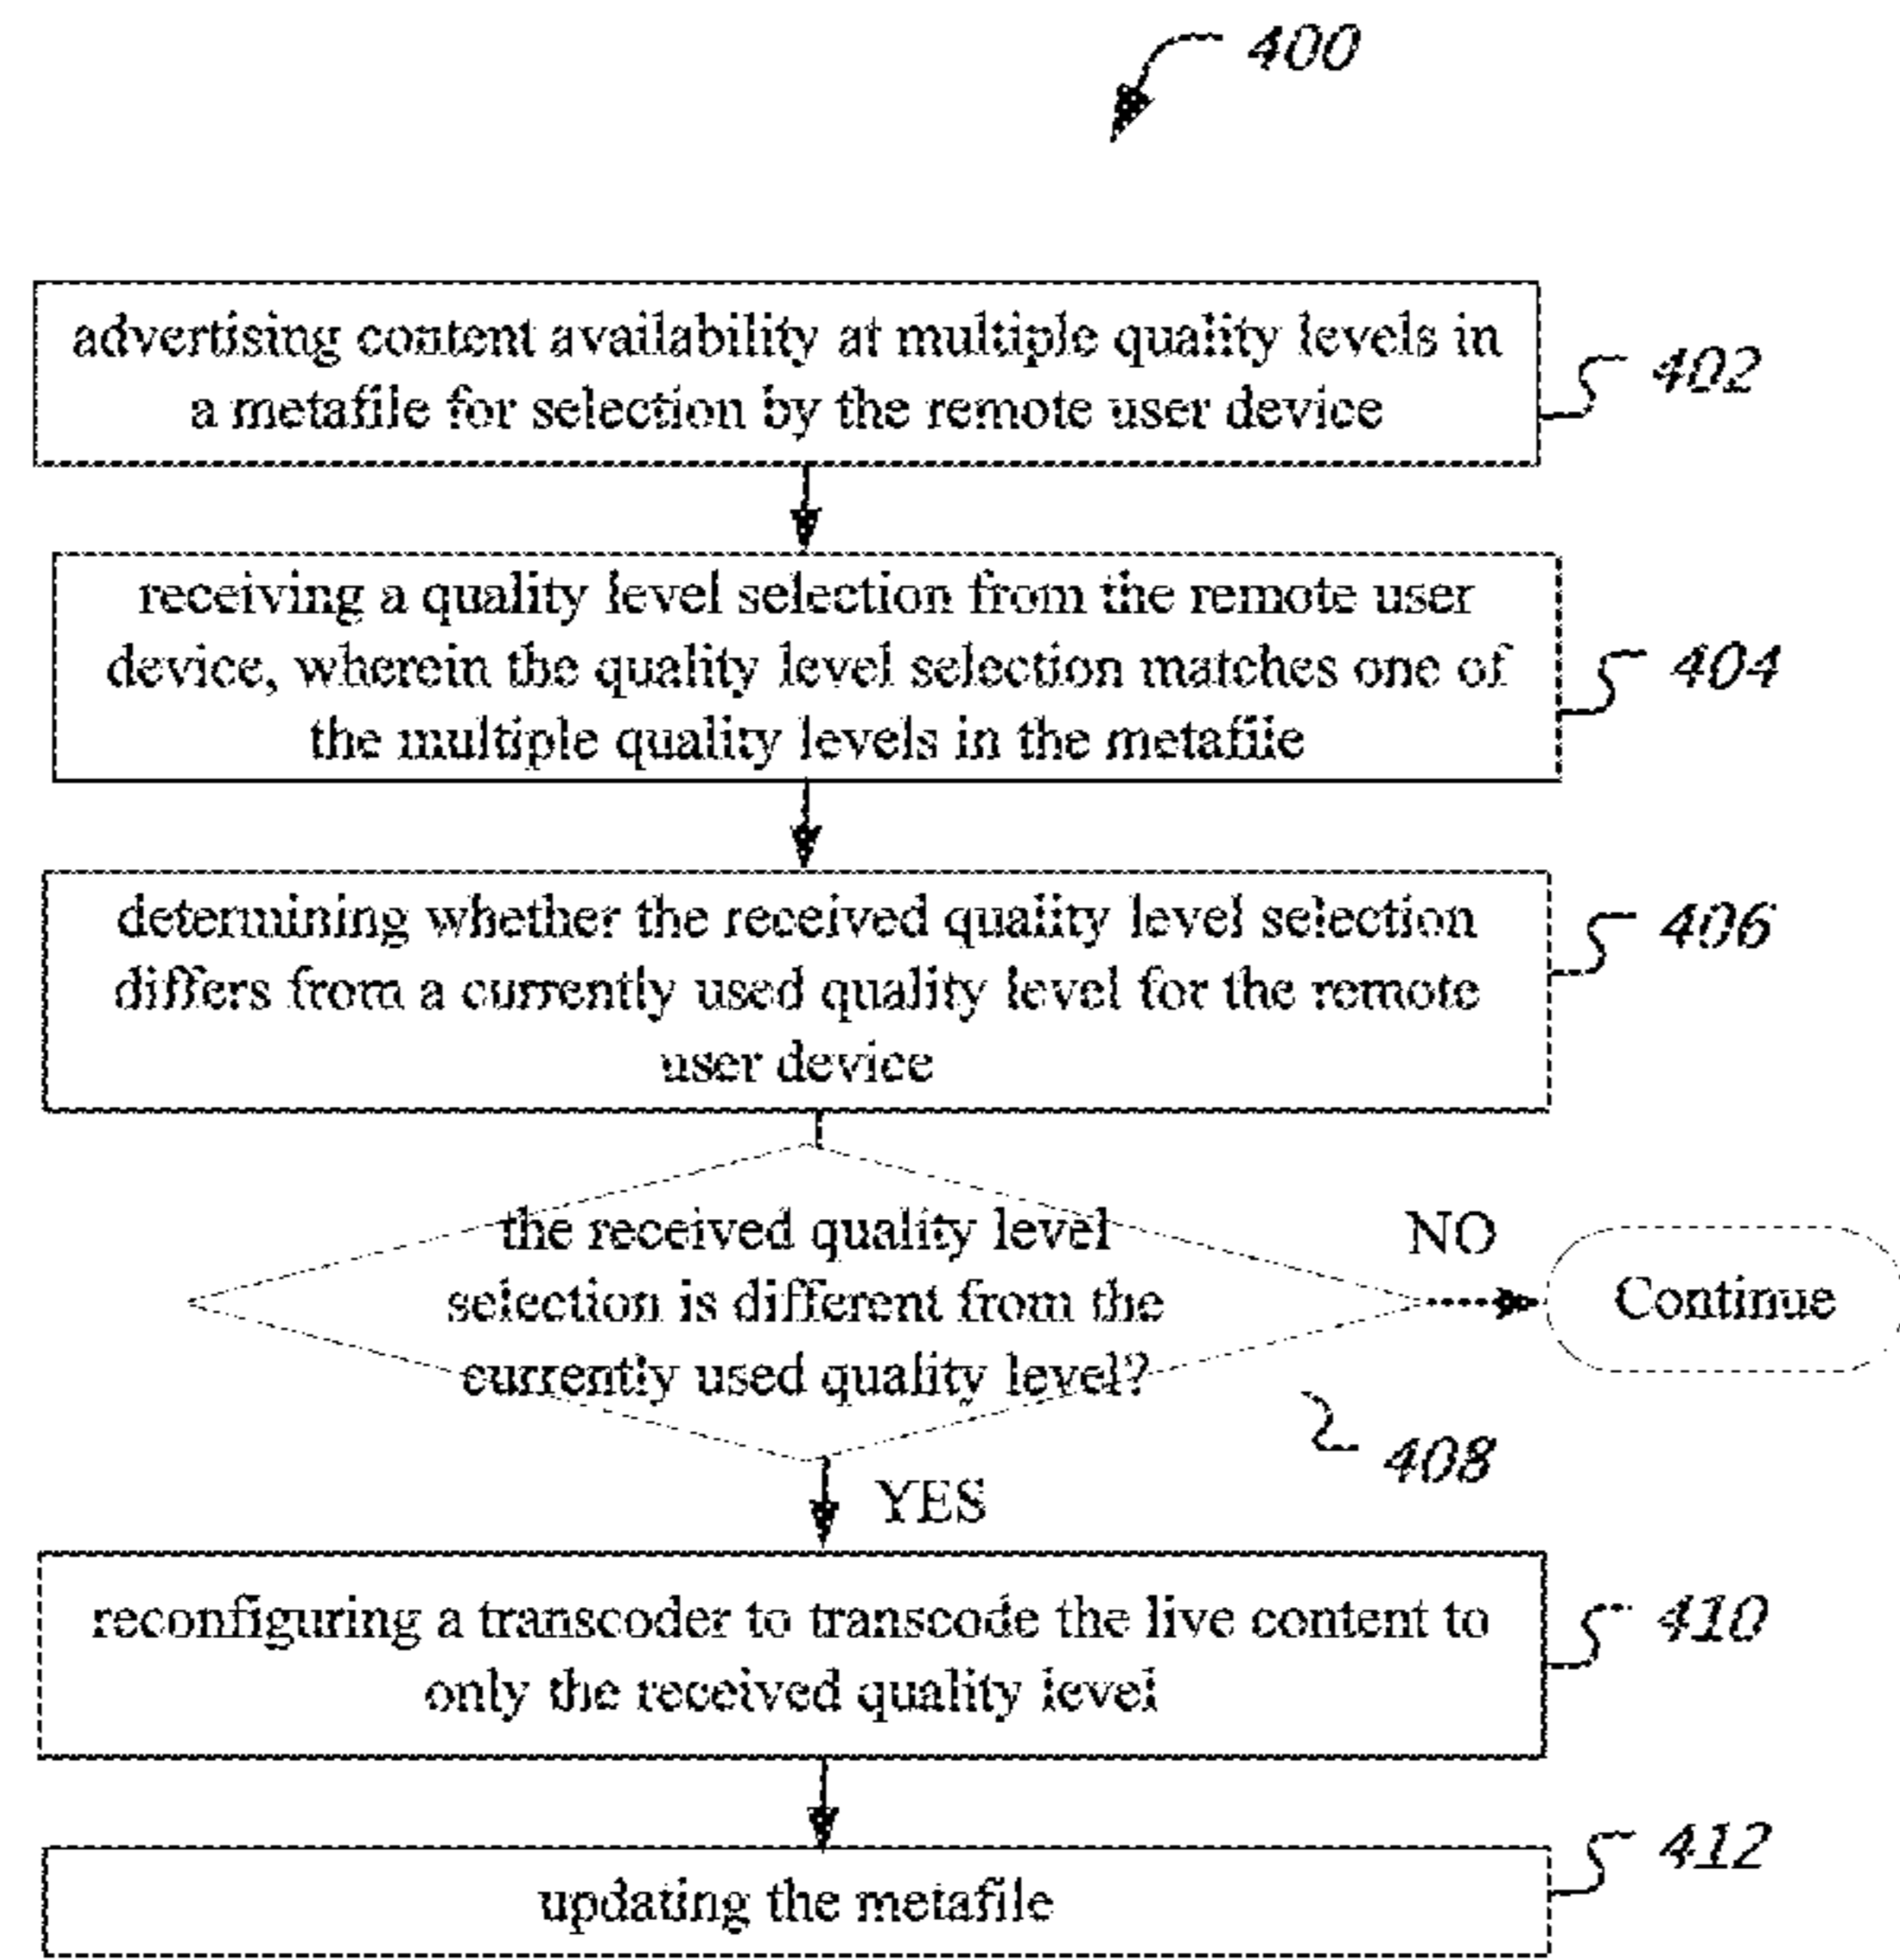 400
advertising content availability at multiple quality levels in
a metafile for selection by the remote user device
402
receiving a quality level selection from the remote user
device, wherein the quality level selection matches one of
the multiple quality levels in the metafile
404
determining whether the received quality level selection
differs from a currently used quality level for the remote
user device
406
the received quality level
selection is different from the
currently used quality level?
NO
Continue
408
YES
reconfiguring a transcoder to transcode the live content to
only the received quality level
410
updating the metafile
412